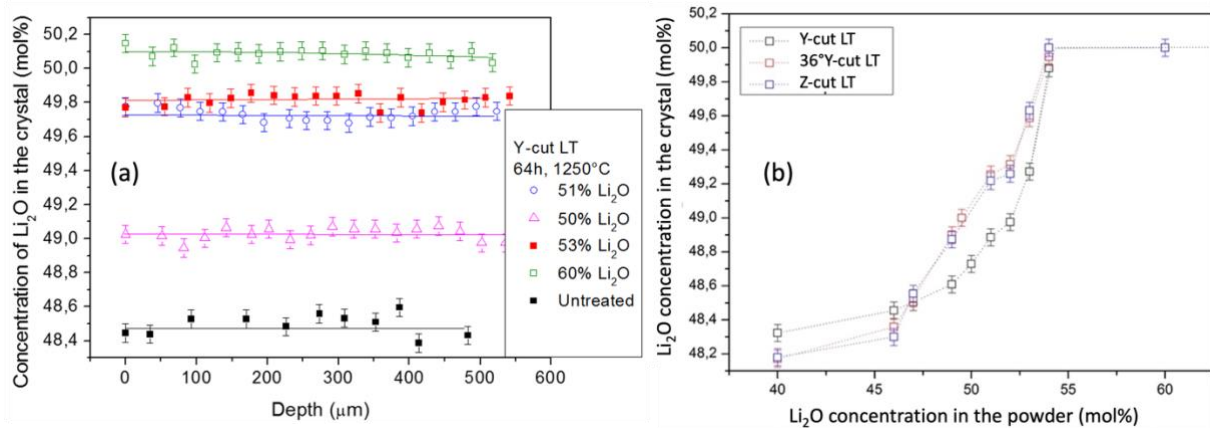 Concentration of Li₂O in the crystal (mol%)
50,2
50,0
49,8
49,6
49,4
49,2
49,0
48,8
48,6
48,4
(a)
Y-cut LT
64h, 1250°C
51% Li₂O
50% Li₂O
53% Li₂O
60% Li₂O
Untreated
0
100
200
300
400
500
600
Depth (μm)
Li₂O concentration in the crystal (mol%)
50,0
49,8
49,6
49,4
49,2
49,0
48,8
48,6
48,4
48,2
Y-cut LT
36°Y-cut LT
Z-cut LT
(b)
40
45
50
55
60
Li₂O concentration in the powder (mol%)